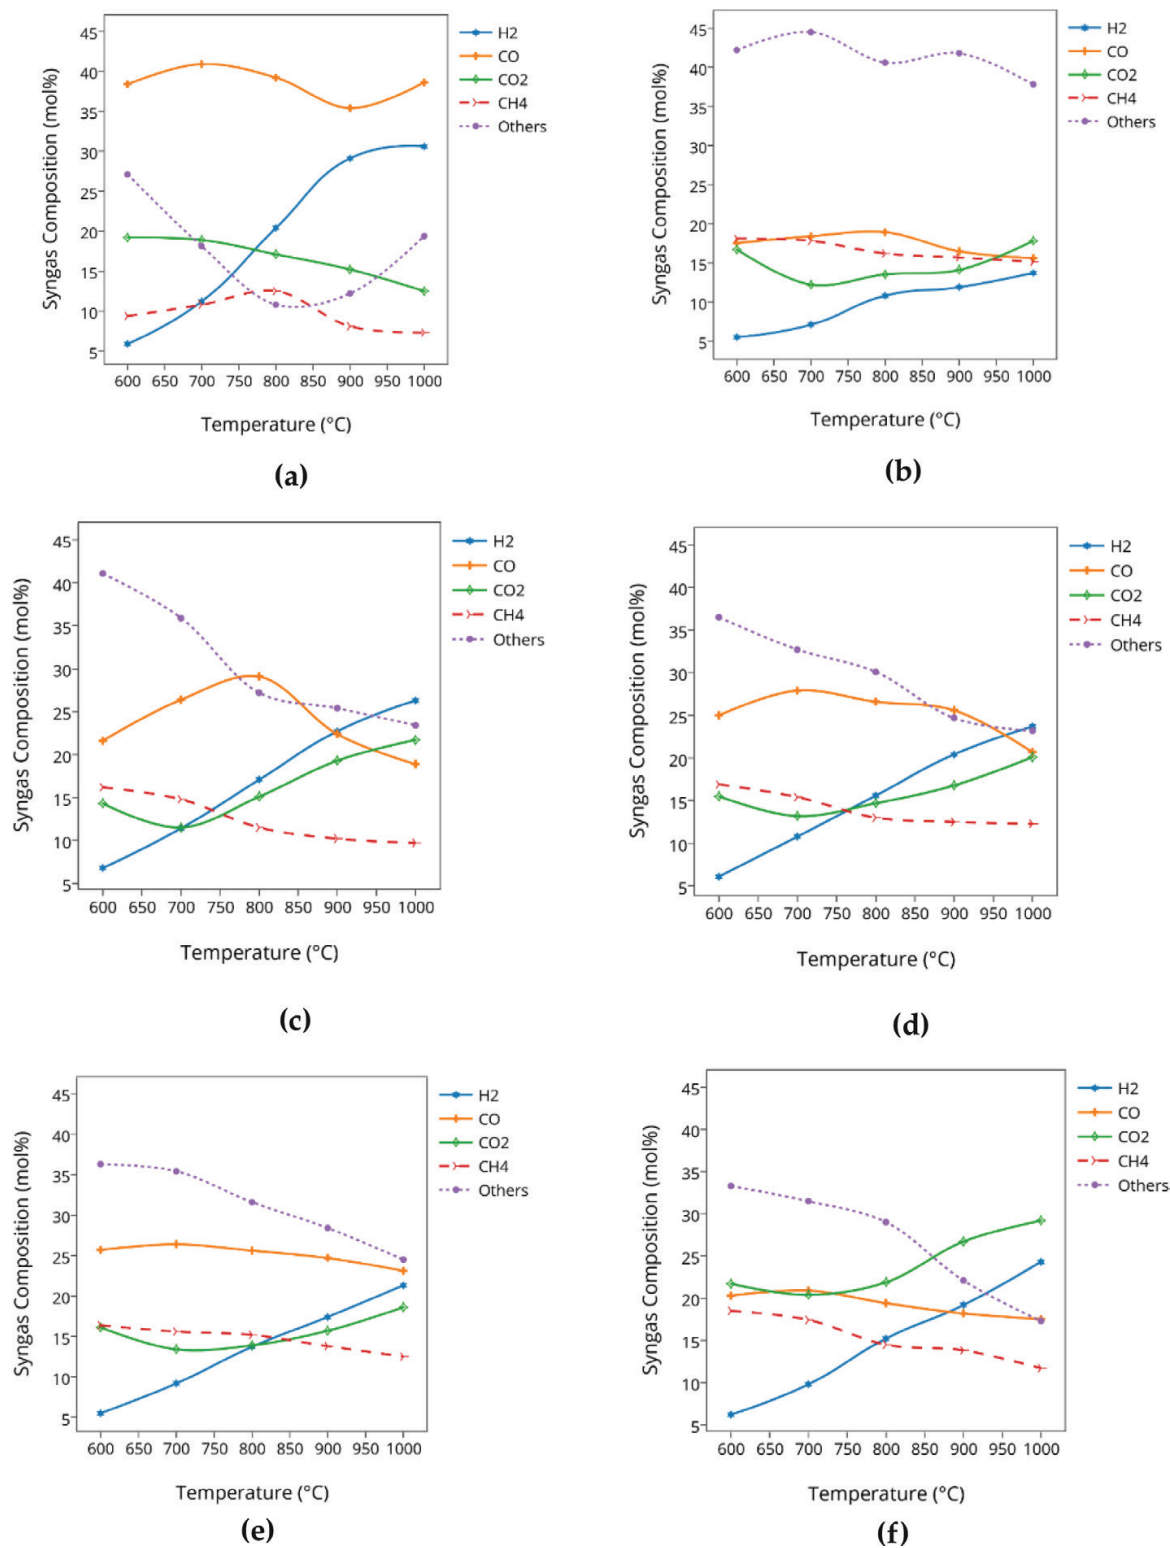 45
40
35
30
25
20
15
10
5
Syngas Composition (mol%)
600 650 700 750 800 850 900 950 1000
Temperature (°C)
H2
CO
CO2
CH4
Others
(a)
45
40
35
30
25
20
15
10
5
Syngas Composition (mol%)
600 650 700 750 800 850 900 950 1000
Temperature (°C)
H2
CO
CO2
CH4
Others
(b)
45
40
35
30
25
20
15
10
5
Syngas Composition (mol%)
600 650 700 750 800 850 900 950 1000
Temperature (°C)
H2
CO
CO2
CH4
Others
(c)
45
40
35
30
25
20
15
10
5
Syngas Composition (mol%)
600 650 700 750 800 850 900 950 1000
Temperature (°C)
H2
CO
CO2
CH4
Others
(d)
45
40
35
30
25
20
15
10
5
Syngas Composition (mol%)
600 650 700 750 800 850 900 950 1000
Temperature (°C)
H2
CO
CO2
CH4
Others
(e)
45
40
35
30
25
20
15
10
5
Syngas Composition (mol%)
600 650 700 750 800 850 900 950 1000
Temperature (°C)
H2
CO
CO2
CH4
Others
(f)